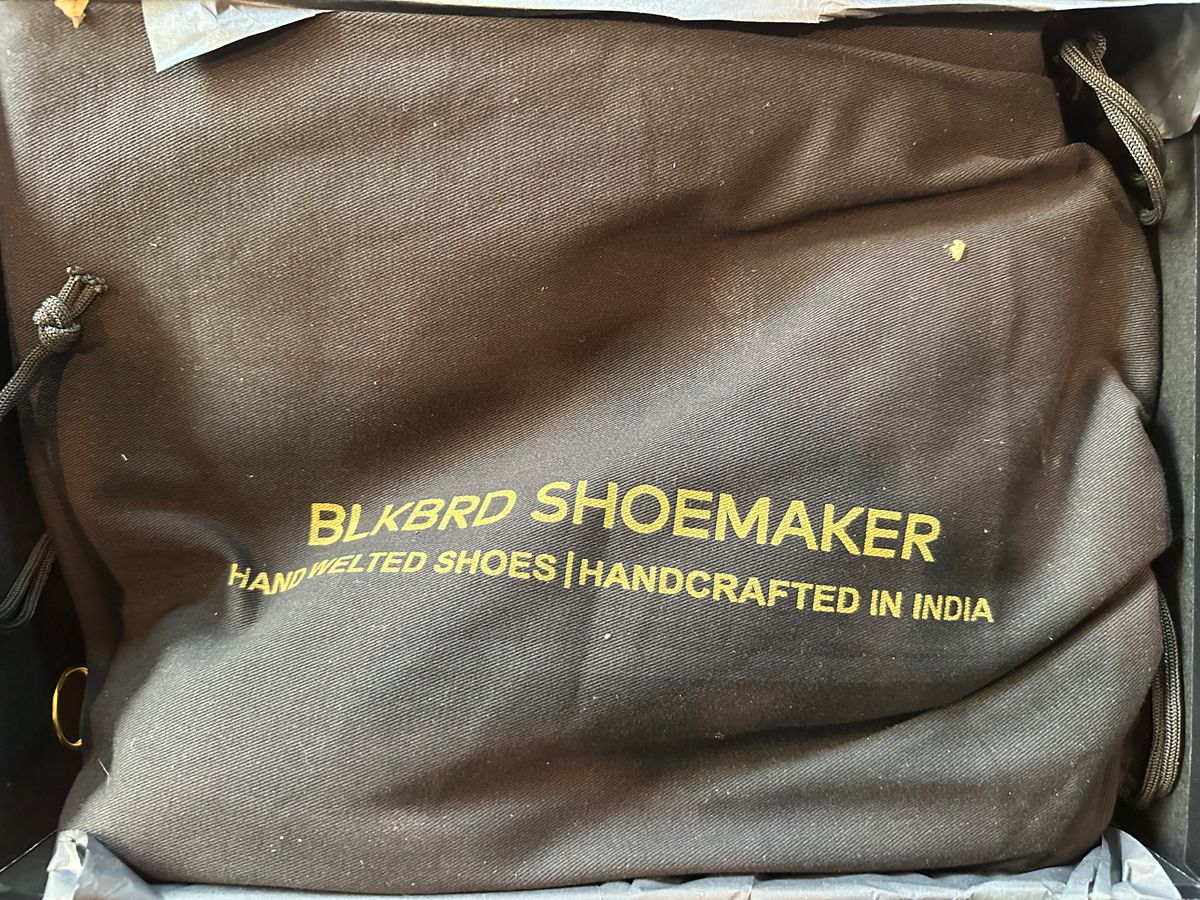 BLKBRD SHOEMAKER
HAND WELTED SHOES | HANDCRAFTED IN INDIA